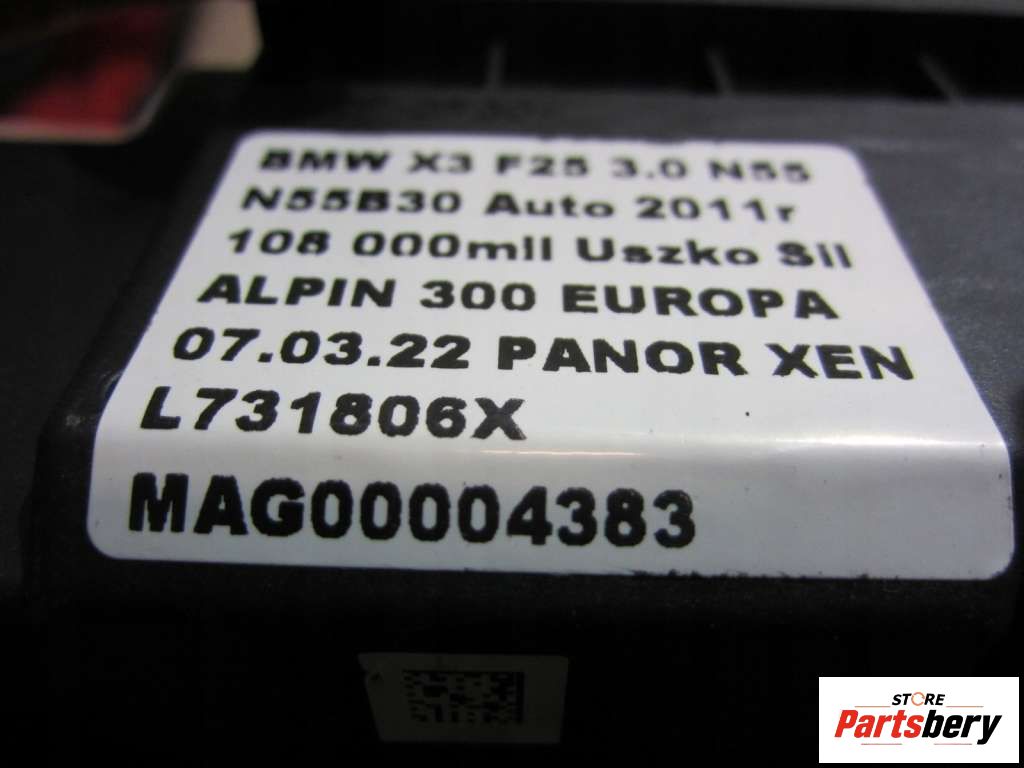 BMW X3 F25 3.0 N55
N55B30 Auto 2011r
108 000mil Uszko Sil
ALPIN 300 EUROPA
07.03.22 PANOR XEN
L731806X
MAG00004383
STORE
Partsbery